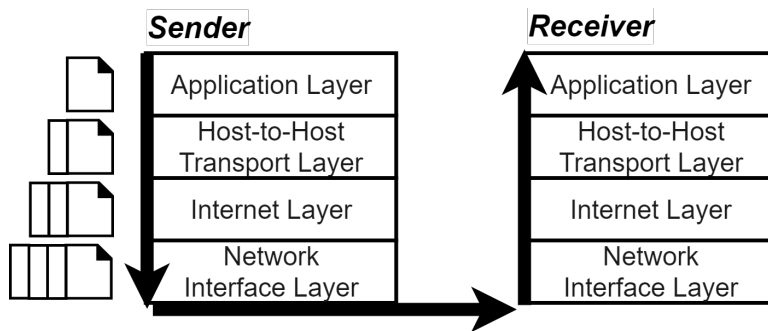 Sender
Receiver
Application Layer
Host-to-Host
Transport Layer
Internet Layer
Network
Interface Layer
Application Layer
Host-to-Host
Transport Layer
Internet Layer
Network
Interface Layer